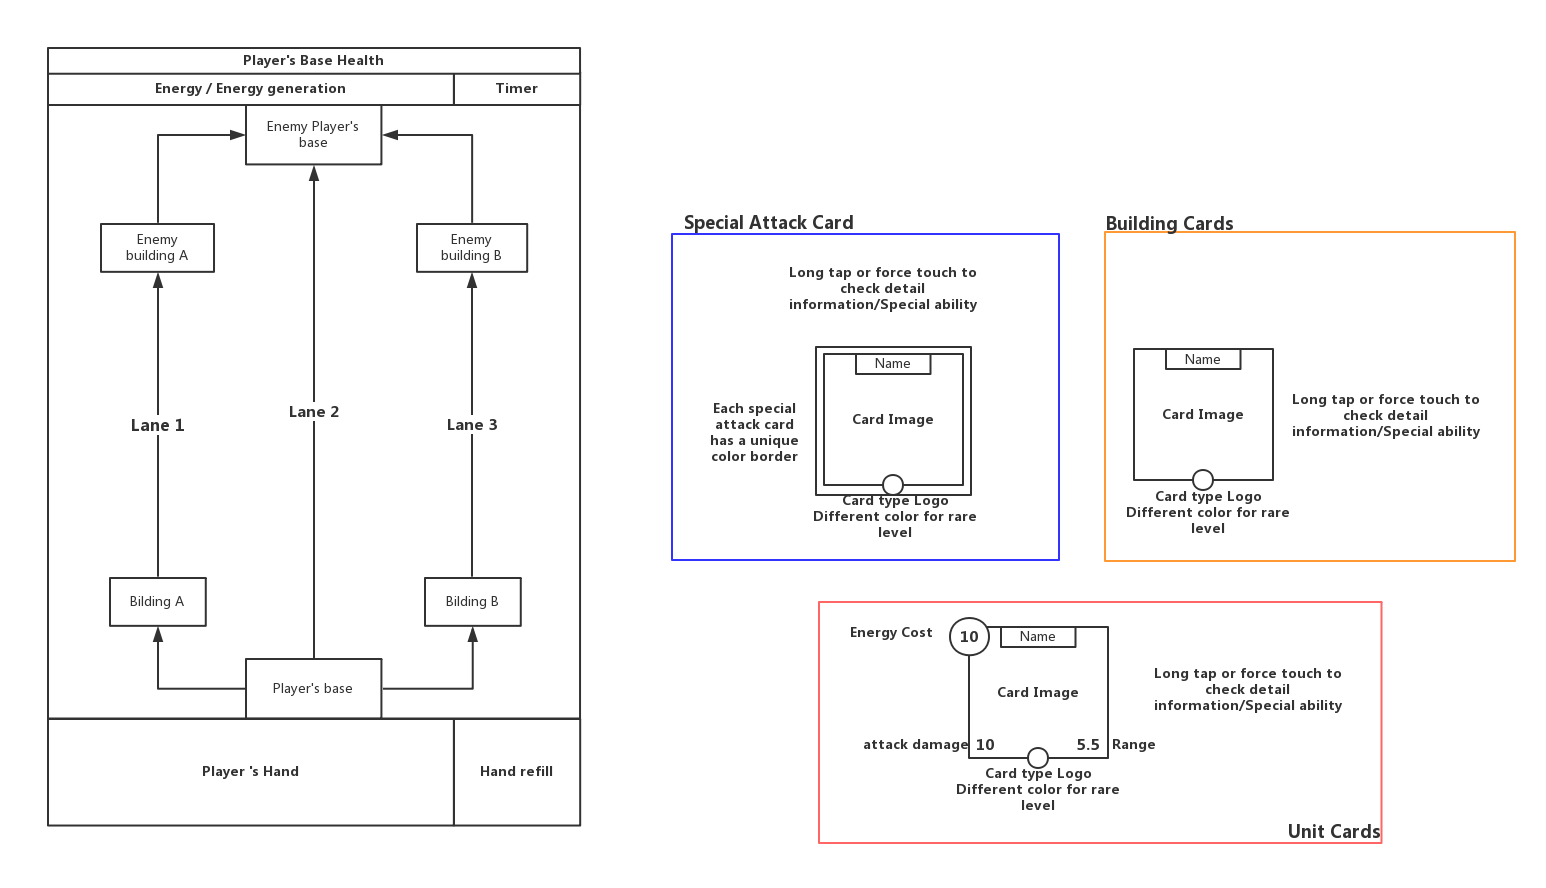 Player's Base Health
Energy / Energy generation
Timer
Enemy Player's
base
Enemy
building A
Enemy
building B
Lane 1
Lane 2
Lane 3
Bilding A
Bilding B
Player's base
Player 's Hand
Hand refill
Special Attack Card
Long tap or force touch to
check detail
information/Special ability
Name
Card Image
Each special
attack card
has a unique
color border
Card type Logo
Different color for rare
level
Building Cards
Name
Card Image
Long tap or force touch to
check detail
information/Special ability
Card type Logo
Different color for rare
level
Energy Cost
10
Name
Card Image
Long tap or force touch to
check detail
information/Special ability
attack damage
10
5.5
Range
Card type Logo
Different color for rare
level
Unit Cards